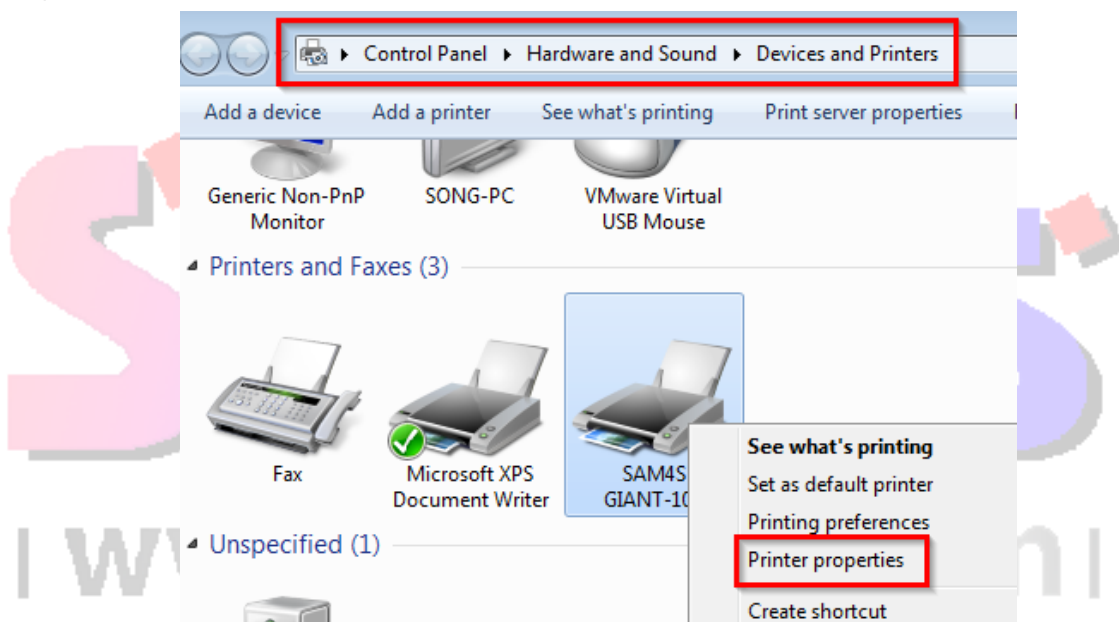 Control Panel Hardware and Sound Devices and Printers
Add a device Add a printer See what's printing Print server properties
Generic Non-PnP
Monitor
SONG-PC
VMware Virtual
USB Mouse
Printers and Faxes (3)
Fax
Microsoft XPS
Document Writer
SAM4S
GIANT-10
See what's printing
Set as default printer
Printing preferences
Printer properties
Create shortcut
Unspecified (1)